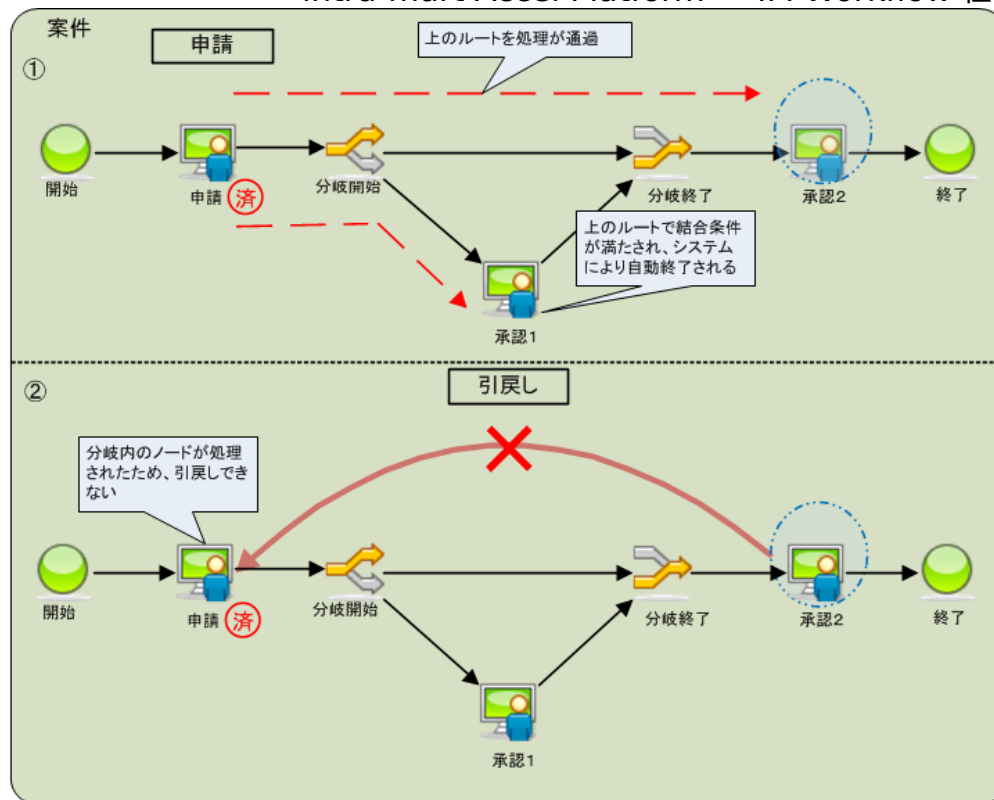 案件
申請
①
上のルートを処理が通過
開始
申請
済
分岐開始
分岐終了
承認2
終了
上のルートで結合条件
が満たされ、システム
により自動終了される
承認1
②
引戻し
分岐内のノードが処理
されたため、引戻しでき
ない
開始
申請
済
分岐開始
分岐終了
承認2
終了
承認1